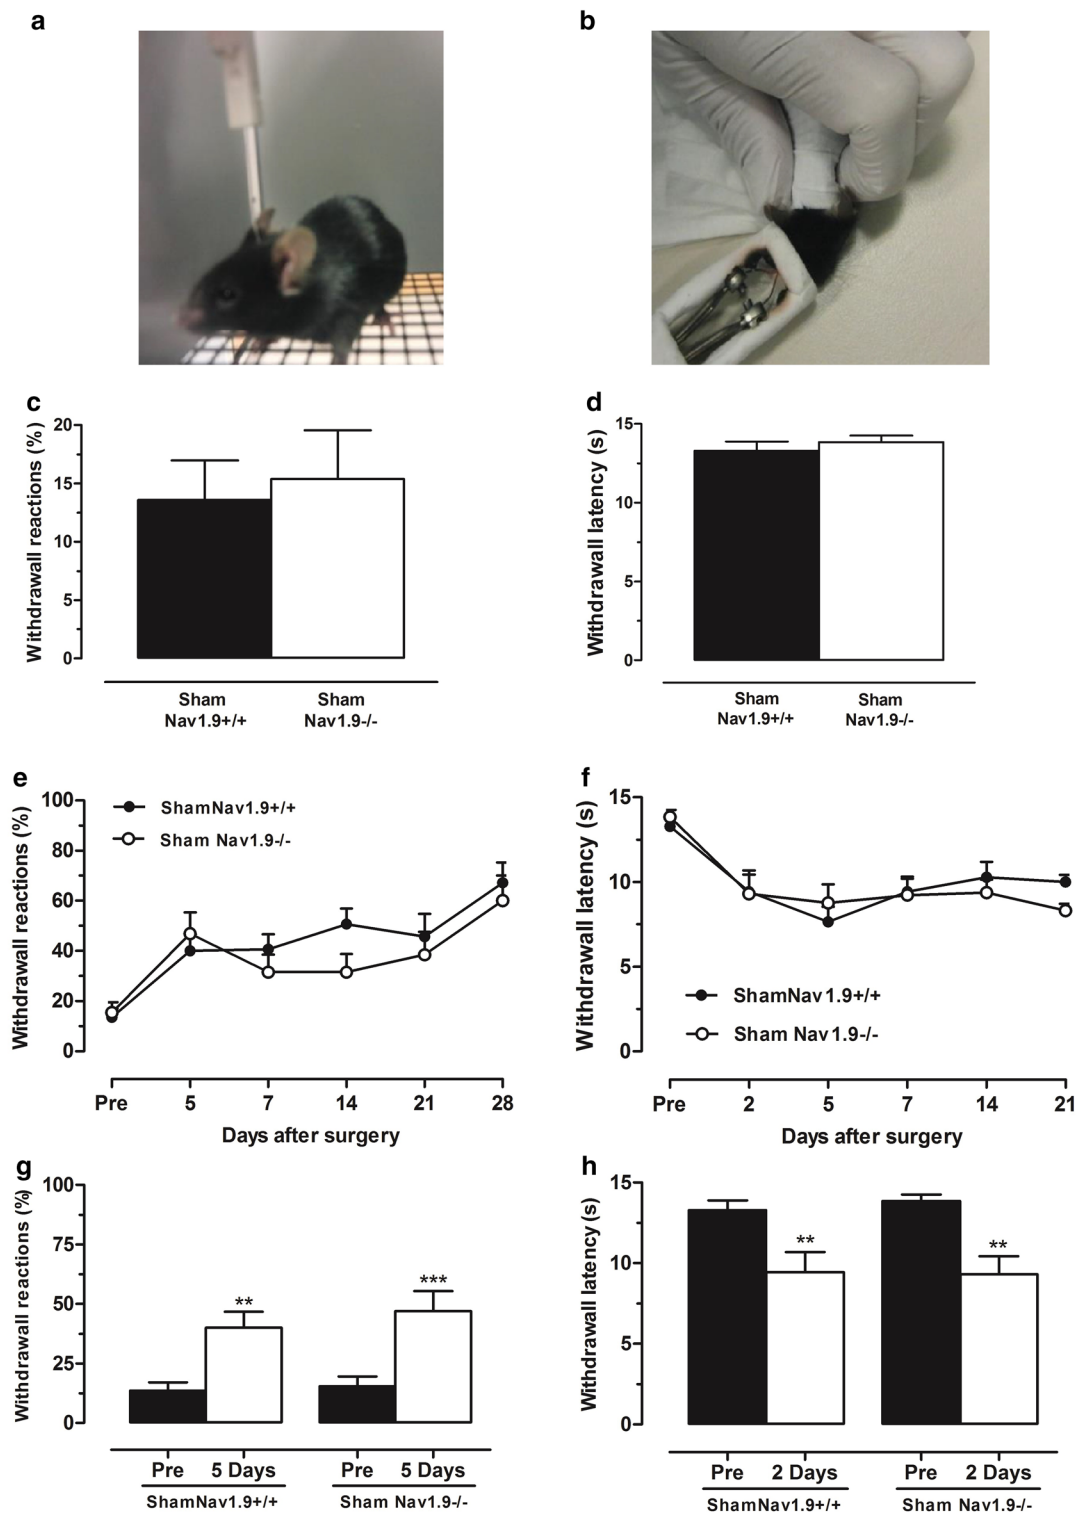 a
b
c
Withdrawall reactions (%)
20
15
10
5
0
Sham
Nav1.9+/+
Sham
Nav1.9-/-
d
Withdrawall latency (s)
15
10
5
0
Sham
Nav1.9+/+
Sham
Nav1.9-/-
e
Withdrawall reactions (%)
100
80
60
40
20
0
ShamNav1.9+/+
Sham Nav1.9-/-
Pre 5 7 14 21 28
Days after surgery
f
Withdrawall latency (s)
15
10
5
0
ShamNav1.9+/+
Sham Nav1.9-/-
Pre 2 5 7 14 21
Days after surgery
g
Withdrawall reactions (%)
100
75
50
25
0
**
***
Pre 5 Days Pre 5 Days
ShamNav1.9+/+ Sham Nav1.9-/-
h
Withdrawall latency (s)
15
10
5
0
**
**
Pre 2 Days Pre 2 Days
ShamNav1.9+/+ Sham Nav1.9-/-